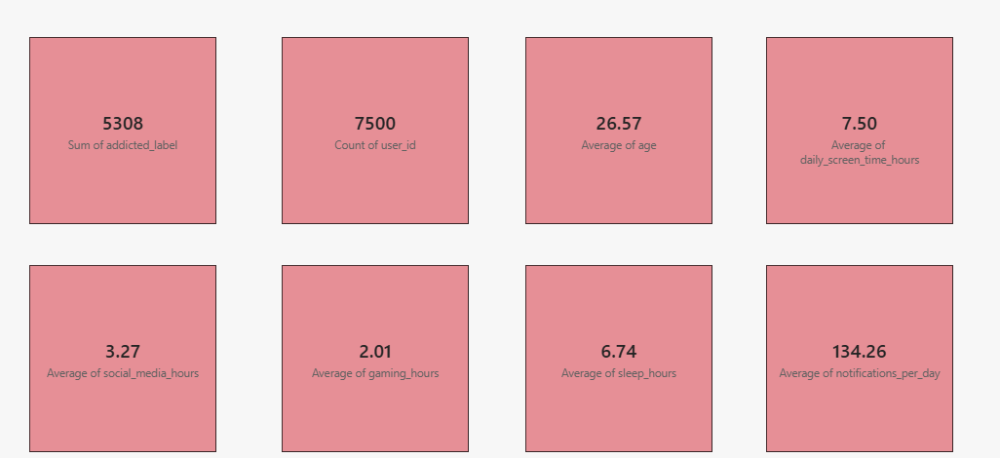 5308
Sum of addicted_label
7500
Count of user_id
26.57
Average of age
7.50
Average of
daily_screen_time_hours
3.27
Average of social_media_hours
2.01
Average of gaming_hours
6.74
Average of sleep_hours
134.26
Average of notifications_per_day